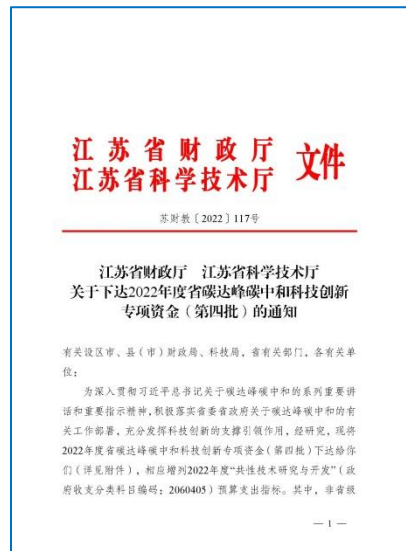 江苏省财政厅
江苏省科学技术厅
文件
苏财教〔2022〕117号
江苏省财政厅 江苏省科学技术厅
关于下达2022年度省碳达峰碳中和科技创新
专项资金（第四批）的通知
有关设区市、县（市）财政局、科技局，省有关部门，各有关单
位：
为深入贯彻习近平总书记关于碳达峰碳中和的系列重要讲
话和重要指示精神，积极落实省委省政府关于碳达峰碳中和的有
关工作部署，充分发挥科技创新的支撑引领作用，经研究，现将
2022年度省碳达峰碳中和科技创新专项资金（第四批）下达给你
们（详见附件），相应增列2022年度“共性技术研究与开发”（政
府收支分类科目编码：2060405）预算支出指标。其中，非省级
— 1 —